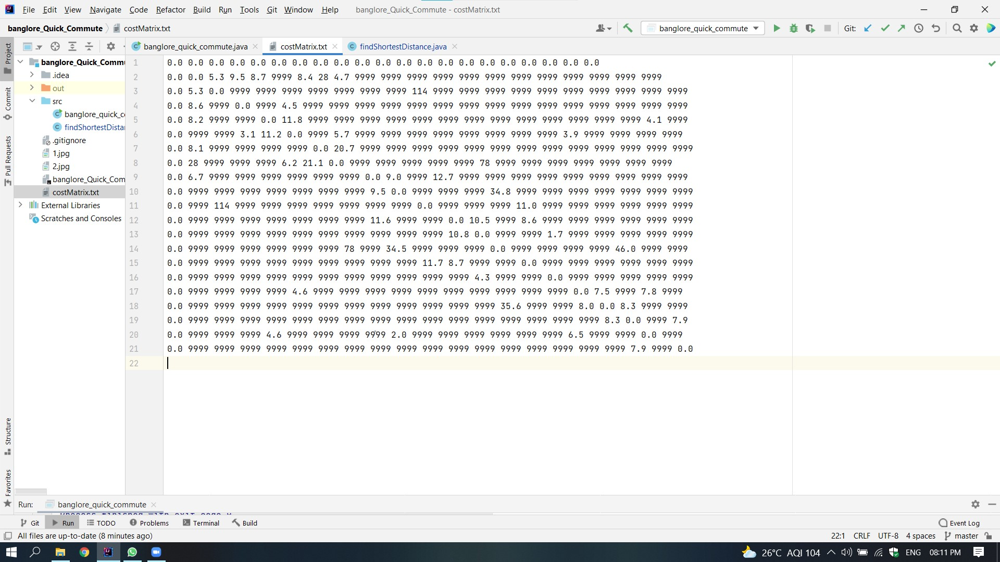 File Edit View Navigate Code Refactor Build Run Tools Git Window Help banglore_Quick_Commute - costMatrix.txt
banglore_Quick_Commute costMatrix.txt banglore_quick_commute Git:
banglore_quick_commute.java costMatrix.txt findShortestDistance.java
Project
Commit
Pull Requests
Structure
Favorites
banglore_Quick_Commu
.idea
out
src
banglore_quick_c
findShortestDista
.gitignore
1.jpg
2.jpg
banglore_Quick_Com
costMatrix.txt
External Libraries
Scratches and Consoles
1 0.0 0.0 0.0 0.0 0.0 0.0 0.0 0.0 0.0 0.0 0.0 0.0 0.0 0.0 0.0 0.0 0.0 0.0 0.0 0.0 0.0
2 0.0 0.0 5.3 9.5 8.7 9999 8.4 28 4.7 9999 9999 9999 9999 9999 9999 9999 9999 9999 9999 9999 9999
3 0.0 5.3 0.0 9999 9999 9999 9999 9999 9999 9999 114 9999 9999 9999 9999 9999 9999 9999 9999 9999 9999
4 0.0 8.6 9999 0.0 9999 4.5 9999 9999 9999 9999 9999 9999 9999 9999 9999 9999 9999 9999 9999 9999 9999
5 0.0 8.2 9999 9999 0.0 11.8 9999 9999 9999 9999 9999 9999 9999 9999 9999 9999 9999 9999 9999 4.1 9999
6 0.0 9999 9999 3.1 11.2 0.0 9999 5.7 9999 9999 9999 9999 9999 9999 9999 9999 3.9 9999 9999 9999 9999
7 0.0 8.1 9999 9999 9999 9999 0.0 20.7 9999 9999 9999 9999 9999 9999 9999 9999 9999 9999 9999 9999 9999
8 0.0 28 9999 9999 9999 6.2 21.1 0.0 9999 9999 9999 9999 9999 78 9999 9999 9999 9999 9999 9999 9999
9 0.0 6.7 9999 9999 9999 9999 9999 9999 0.0 9.0 9999 12.7 9999 9999 9999 9999 9999 9999 9999 9999 9999
10 0.0 9999 9999 9999 9999 9999 9999 9999 9.5 0.0 9999 9999 9999 34.8 9999 9999 9999 9999 9999 9999 9999
11 0.0 9999 114 9999 9999 9999 9999 9999 9999 9999 0.0 9999 9999 9999 11.0 9999 9999 9999 9999 9999 9999
12 0.0 9999 9999 9999 9999 9999 9999 9999 11.6 9999 9999 0.0 10.5 9999 8.6 9999 9999 9999 9999 9999 9999
13 0.0 9999 9999 9999 9999 9999 9999 9999 9999 9999 9999 10.8 0.0 9999 9999 1.7 9999 9999 9999 9999 9999
14 0.0 9999 9999 9999 9999 9999 9999 78 9999 34.5 9999 9999 9999 0.0 9999 9999 9999 9999 46.0 9999 9999
15 0.0 9999 9999 9999 9999 9999 9999 9999 9999 9999 11.7 8.7 9999 9999 0.0 9999 9999 9999 9999 9999 9999
16 0.0 9999 9999 9999 9999 9999 9999 9999 9999 9999 9999 9999 4.3 9999 9999 0.0 9999 9999 9999 9999 9999
17 0.0 9999 9999 9999 9999 4.6 9999 9999 9999 9999 9999 9999 9999 9999 9999 9999 0.0 7.5 9999 7.8 9999
18 0.0 9999 9999 9999 9999 9999 9999 9999 9999 9999 9999 9999 9999 35.6 9999 9999 8.0 0.0 8.3 9999 9999
19 0.0 9999 9999 9999 9999 9999 9999 9999 9999 9999 9999 9999 9999 9999 9999 9999 9999 8.3 0.0 9999 7.9
20 0.0 9999 9999 9999 4.6 9999 9999 9999 9999 2.0 9999 9999 9999 9999 9999 9999 6.5 9999 9999 0.0 9999
21 0.0 9999 9999 9999 9999 9999 9999 9999 9999 9999 9999 9999 9999 9999 9999 9999 9999 9999 7.9 9999 0.0
22
Run: banglore_quick_commute
Git Run TODO Problems Terminal Build Event Log
All files are up-to-date (8 minutes ago) 22:1 CRLF UTF-8 4 spaces master
26°C AQI 104 ENG 08:11 PM